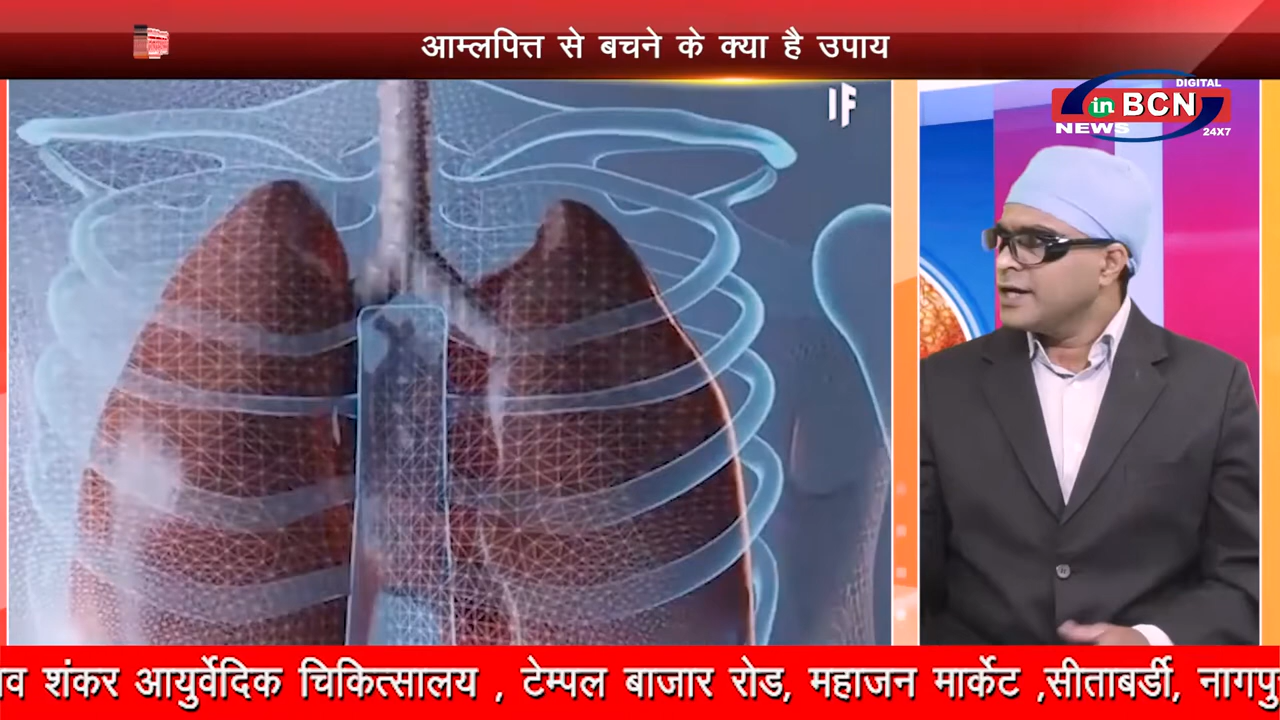 आम्लपित्त से बचने के क्या है उपाय
IF
DIGITAL
in BCN
NEWS
24X7
शंकर आयुर्वेदिक चिकित्सालय , टेम्पल बाजार रोड, महाजन मार्केट ,सीताबर्डी,